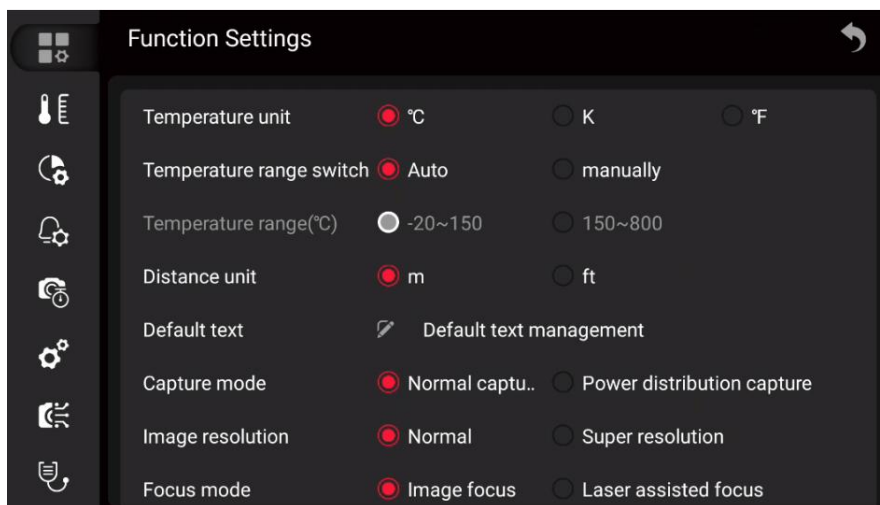 Function Settings
Temperature unit ℃ K ℉
Temperature range switch Auto manually
Temperature range(℃) -20~150 150~800
Distance unit m ft
Default text Default text management
Capture mode Normal captu.. Power distribution capture
Image resolution Normal Super resolution
Focus mode Image focus Laser assisted focus